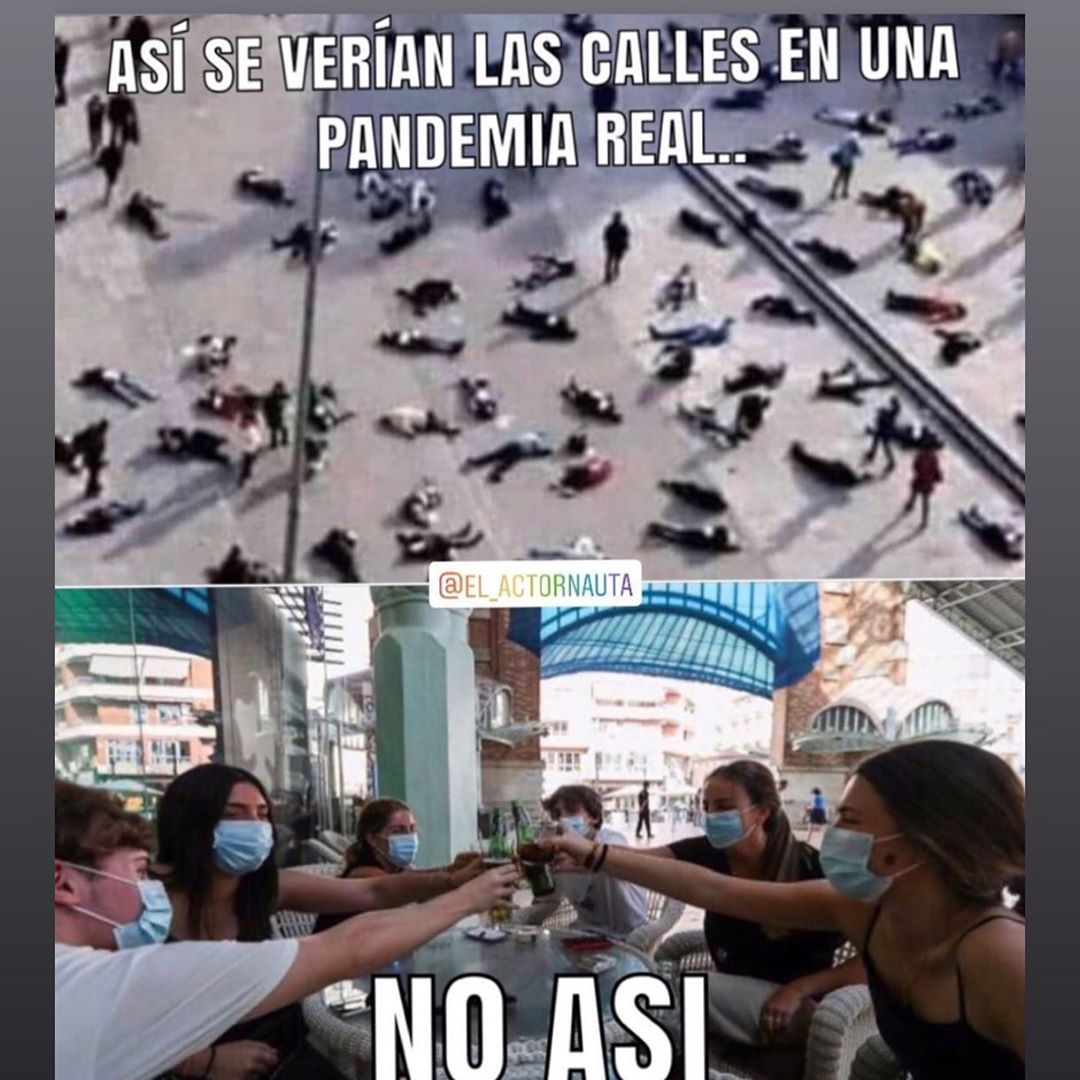 ASÍ SE VERÍAN LAS CALLES EN UNA
PANDEMIA REAL..
@EL_ACTORNAUTA
NO ASI